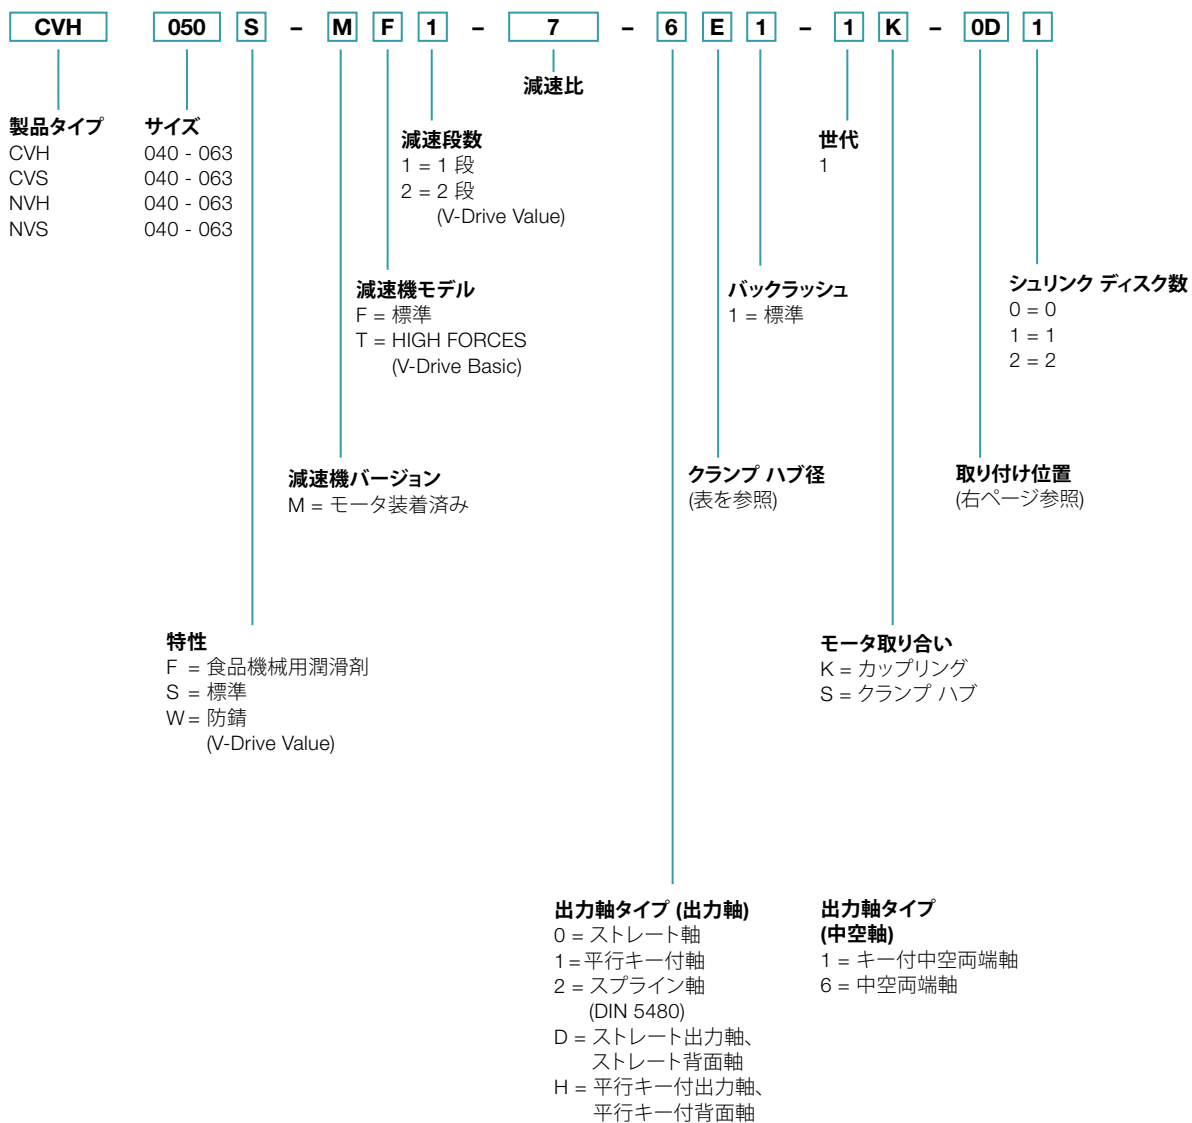 CVH 050 S – M F 1 – 7 – 6 E 1 – 1 K – 0D 1
減速比
製品タイプ
CVH
CVS
NVH
NVS
サイズ
040 - 063
040 - 063
040 - 063
040 - 063
減速段数
1 = 1 段
2 = 2 段
(V-Drive Value)
世代
1
減速機モデル
F = 標準
T = HIGH FORCES
(V-Drive Basic)
バックラッシュ
1 = 標準
シュリンク ディスク数
0 = 0
1 = 1
2 = 2
減速機バージョン
M = モータ装着済み
クランプ ハブ径
(表を参照)
取り付け位置
(右ページ参照)
特性
F = 食品機械用潤滑剤
S = 標準
W = 防錆
(V-Drive Value)
モータ取り合い
K = カップリング
S = クランプ ハブ
出力軸タイプ (出力軸)
0 = ストレート軸
1 = 平行キー付軸
2 = スプライン軸
(DIN 5480)
D = ストレート出力軸、
ストレート背面軸
H = 平行キー付出力軸、
平行キー付背面軸
出力軸タイプ
(中空軸)
1 = キー付中空両端軸
6 = 中空両端軸